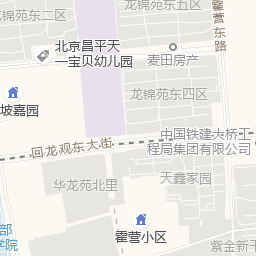 龙锦苑东二区
龙锦苑东五区
霍营东路
北京昌平天
一宝贝幼儿园
麦田房产
龙锦苑东四区
坡嘉园
中国铁建大桥工
程局集团有限公司
回龙观东大街
天鑫家园
华龙苑北里
部
学院
霍营小区
紫金新干